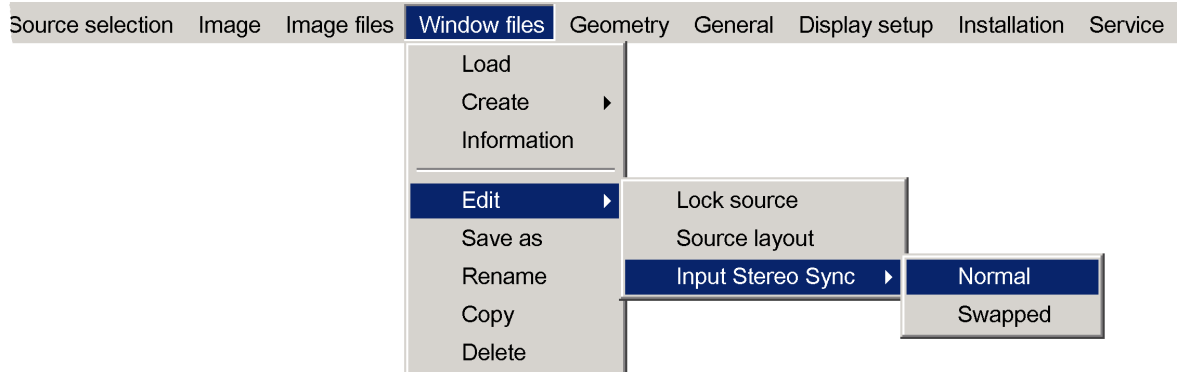 Source selection Image Image files Window files Geometry General Display setup Installation Service
Load
Create
Information
Edit
Save as
Rename
Copy
Delete
Lock source
Source layout
Input Stereo Sync
Normal
Swapped